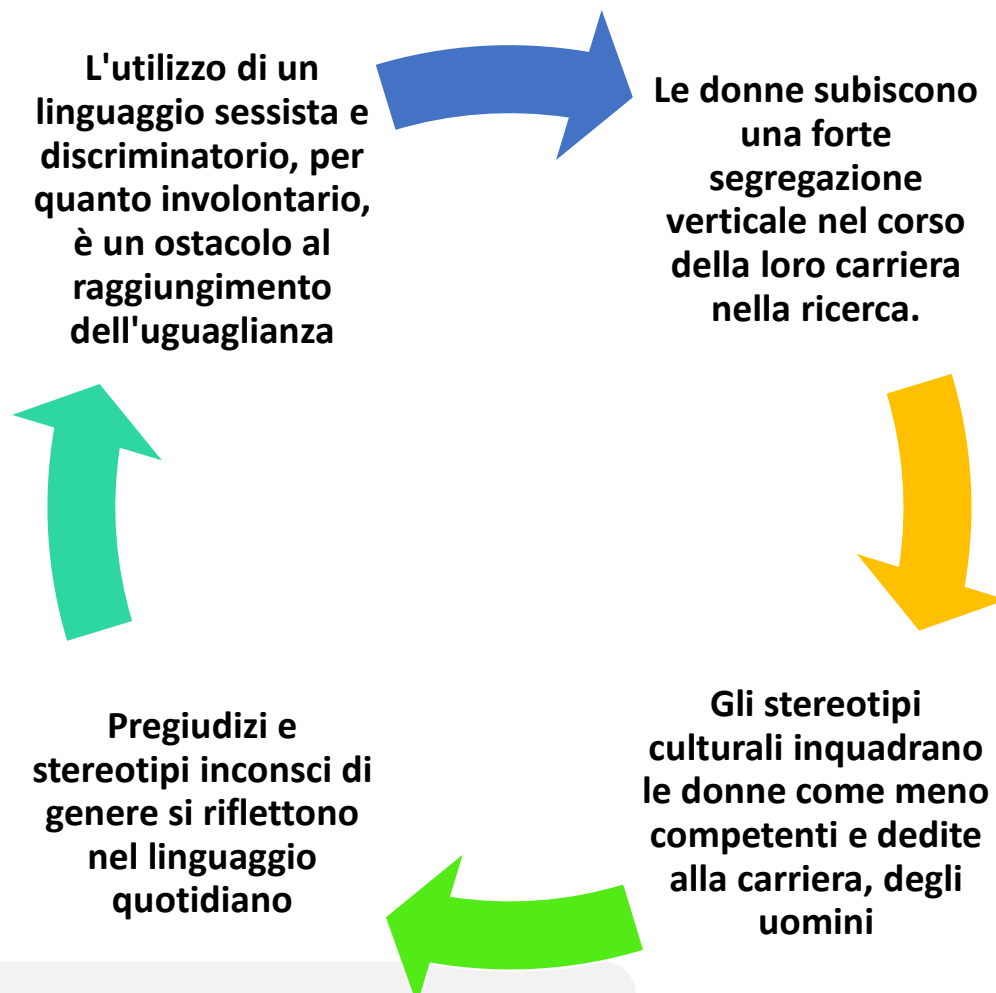 L'utilizzo di un
linguaggio sessista e
discriminatorio, per
quanto involontario,
è un ostacolo al
raggiungimento
dell'uguaglianza
Le donne subiscono
una forte
segregazione
verticale nel corso
della loro carriera
nella ricerca.
Gli stereotipi
culturali inquadrano
le donne come meno
competenti e dedite
alla carriera, degli
uomini
Pregiudizi e
stereotipi inconsci di
genere si riflettono
nel linguaggio
quotidiano